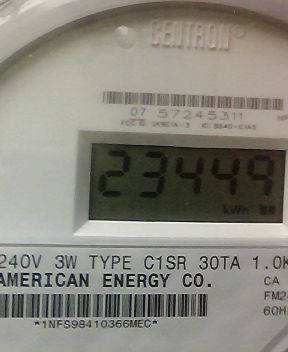 CENTRON®
07 57245311
23449
kWh
240V 3W TYPE C1SR 30TA 1.0K
AMERICAN ENERGY CO.
CA
FM2
60H
*1NFS98410366MEC*